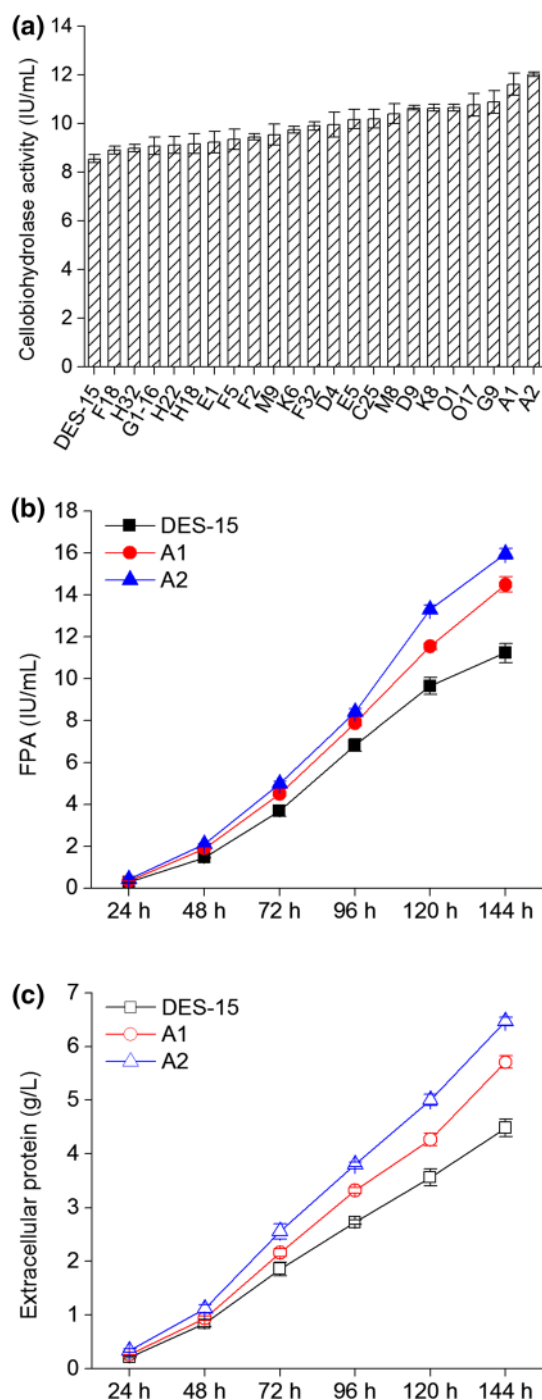 (a)
Cellobiohydrolase activity (IU/mL)
14
12
10
8
6
4
2
0
DES-15
F18
H32
G1-16
H22
H18
E1
F5
F2
M9
K6
F32
D4
E5
C25
M8
D9
K8
O1
O17
G9
A1
A2
(b)
FPA (IU/mL)
18
16
14
12
10
8
6
4
2
0
DES-15
A1
A2
24 h 48 h 72 h 96 h 120 h 144 h
(c)
Extracellular protein (g/L)
7
6
5
4
3
2
1
0
DES-15
A1
A2
24 h 48 h 72 h 96 h 120 h 144 h